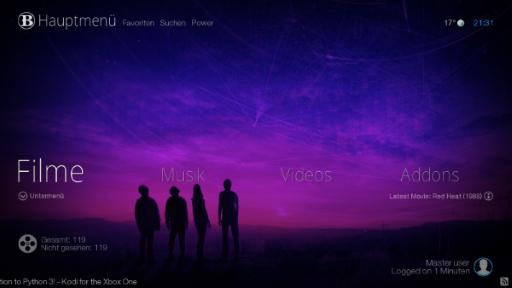 B Hauptmenü Favoriten Suchen Power 17° 21:31
Filme Musik Videos Addons
Untermenü Latest Movie: Red Heat (1988)
Gesamt: 119
Nicht gesehen: 119
Master user
Logged on 1 Minuten
tion to Python 3! - Kodi for the Xbox One